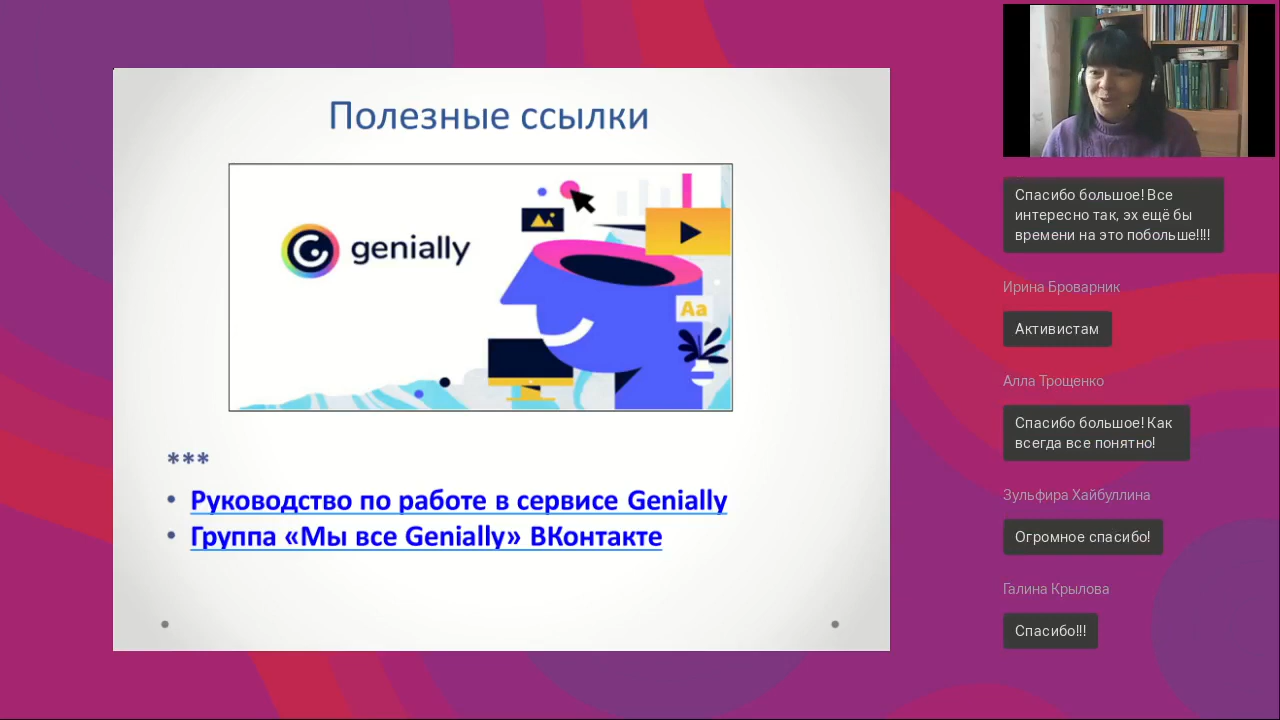 Полезные ссылки
genially
Aa
***
• Руководство по работе в сервисе Genially
• Группа «Мы все Genially» ВКонтакте
Спасибо большое! Все
интересно так, эх ещё бы
времени на это побольше!!!!
Ирина Броварник
Активистам
Алла Трощенко
Спасибо большое! Как
всегда все понятно!
Зульфира Хайбуллина
Огромное спасибо!
Галина Крылова
Спасибо!!!